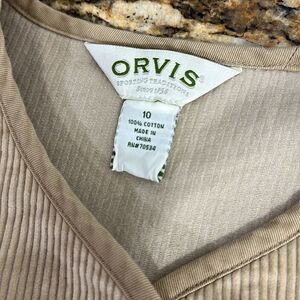 ORVIS
SPORTING TRADITIONS
Since 1856
10
100% COTTON
MADE IN
CHINA
RN#70534